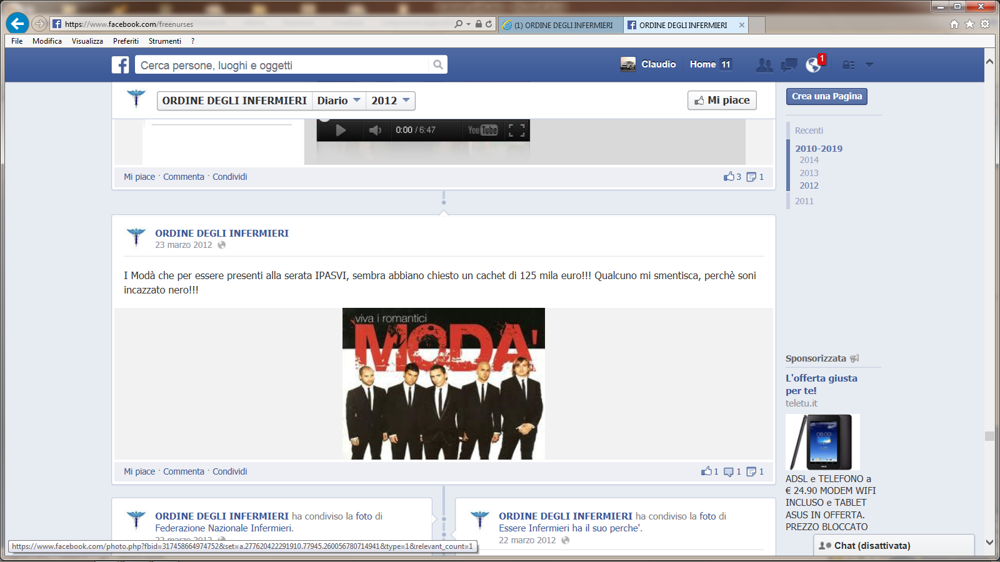 https://www.facebook.com/freenurses
(1) ORDINE DEGLI INFERMIERI
ORDINE DEGLI INFERMIERI
File Modifica Visualizza Preferiti Strumenti ?
Cerca persone, luoghi e oggetti
Claudio Home 11
1
ORDINE DEGLI INFERMIERI Diario 2012
Mi piace
Crea una Pagina
0:00 / 6:47 YouTube
Recenti
2010-2019
2014
2013
2012
2011
Mi piace · Commenta · Condividi
3 1
ORDINE DEGLI INFERMIERI
23 marzo 2012
I Modà che per essere presenti alla serata IPASVI, sembra abbiano chiesto un cachet di 125 mila euro!!! Qualcuno mi smentisca, perchè soni
incazzato nero!!!
viva i romantici
MODA'
Mi piace · Commenta · Condividi
1 1 1
Sponsorizzata
L'offerta giusta
per te!
teletu.it
08:00
ASUS
ADSL e TELEFONO a
€ 24.90 MODEM WIFI
INCLUSO e TABLET
ASUS IN OFFERTA.
PREZZO BLOCCATO
ORDINE DEGLI INFERMIERI ha condiviso la foto di
Federazione Nazionale Infermieri.
22 marzo 2012
ORDINE DEGLI INFERMIERI ha condiviso la foto di
Essere Infermieri ha il suo perche'.
22 marzo 2012
https://www.facebook.com/photo.php?fbid=317458664974752&set=a.277620422291910.77945.260056780714941&type=1&relevant_count=1
Chat (disattivata)